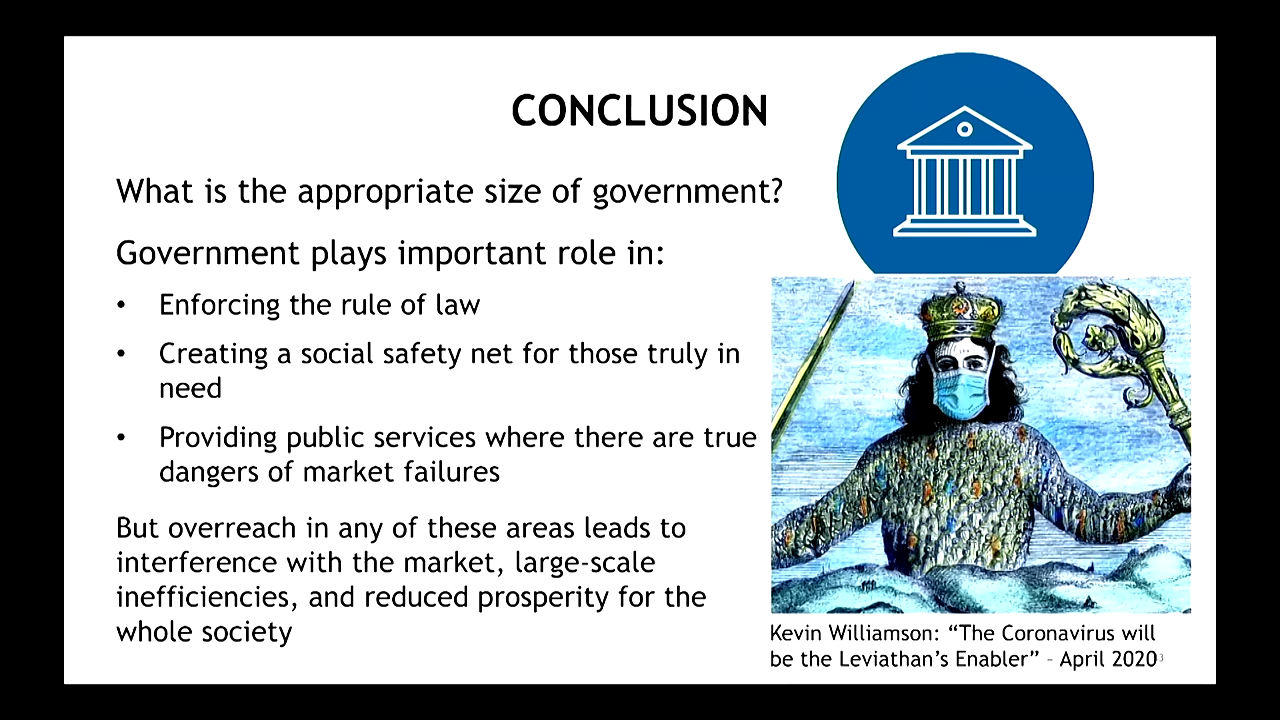 CONCLUSION
What is the appropriate size of government?
Government plays important role in:
• Enforcing the rule of law
• Creating a social safety net for those truly in
need
• Providing public services where there are true
dangers of market failures
But overreach in any of these areas leads to
interference with the market, large-scale
inefficiencies, and reduced prosperity for the
whole society
Kevin Williamson: “The Coronavirus will
be the Leviathan’s Enabler” – April 2020